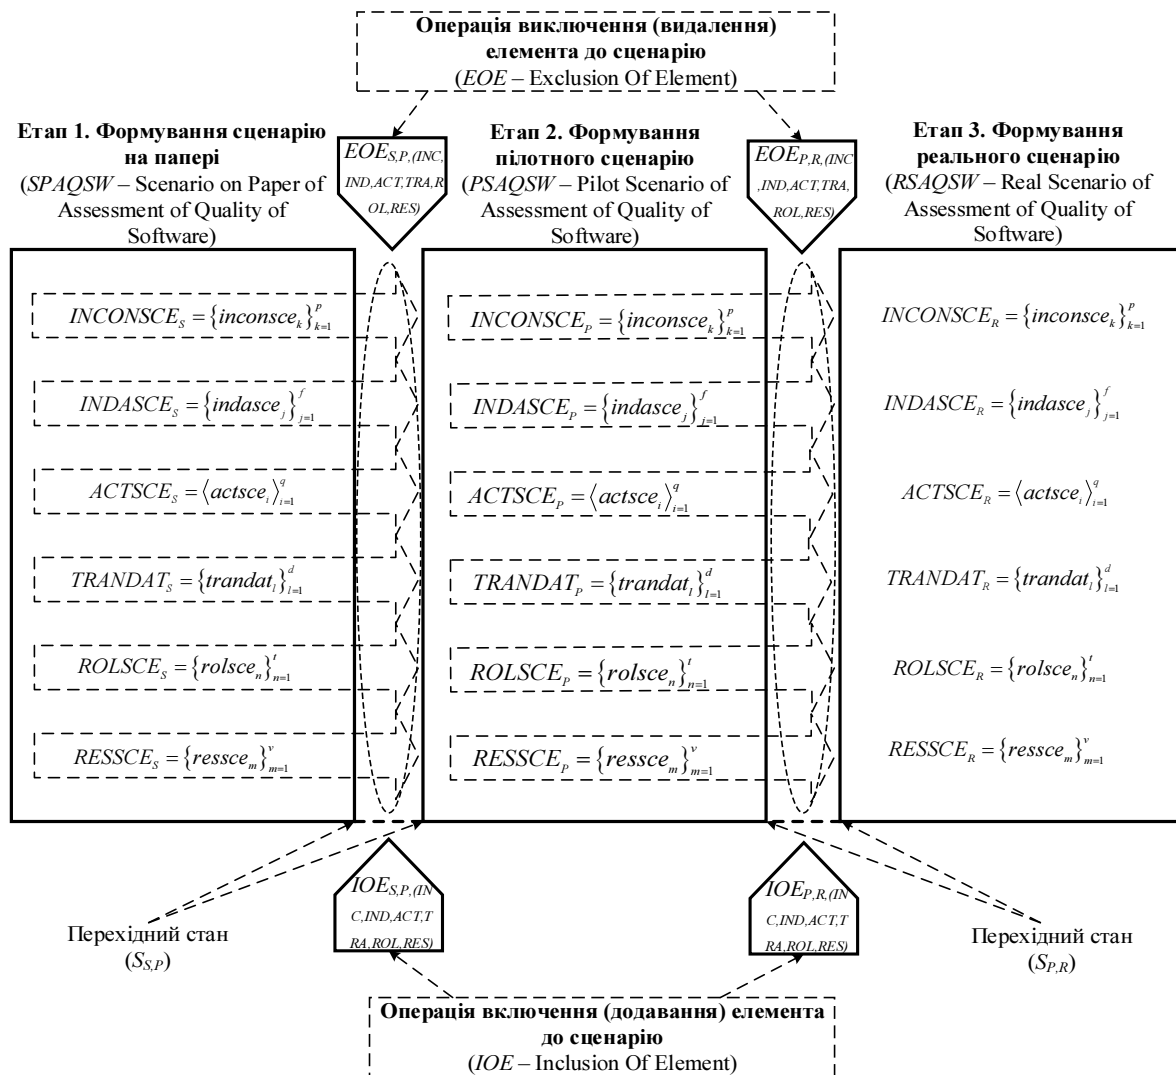 Операція виключення (видалення)
елемента до сценарію
(EOE – Exclusion Of Element)
Етап 1. Формування сценарію
на папері
(SPAQSW – Scenario on Paper of
Assessment of Quality of
Software)
EOE_{S,P,(INC,
IND,ACT,TRA,R
OL,RES)}
Етап 2. Формування
пілотного сценарію
(PSAQSW – Pilot Scenario of
Assessment of Quality of
Software)
EOE_{P,R,(INC
,IND,ACT,TRA,
ROL,RES)}
Етап 3. Формування
реального сценарію
(RSAQSW – Real Scenario of
Assessment of Quality of
Software)
INCONSCE_S = {inconsce_k}_{k=1}^p
INCONSCE_P = {inconsce_k}_{k=1}^p
INCONSCE_R = {inconsce_k}_{k=1}^p
INDASCE_S = {indasce_j}_{j=1}^f
INDASCE_P = {indasce_j}_{j=1}^f
INDASCE_R = {indasce_j}_{j=1}^f
ACTSCE_S = ⟨actsce_i⟩_{i=1}^q
ACTSCE_P = ⟨actsce_i⟩_{i=1}^q
ACTSCE_R = ⟨actsce_i⟩_{i=1}^q
TRANDAT_S = {trandat_l}_{l=1}^d
TRANDAT_P = {trandat_l}_{l=1}^d
TRANDAT_R = {trandat_l}_{l=1}^d
ROLSCE_S = {rolsce_n}_{n=1}^t
ROLSCE_P = {rolsce_n}_{n=1}^t
ROLSCE_R = {rolsce_n}_{n=1}^t
RESSCE_S = {ressce_m}_{m=1}^v
RESSCE_P = {ressce_m}_{m=1}^v
RESSCE_R = {ressce_m}_{m=1}^v
IOE_{S,P,(IN
C,IND,ACT,T
RA,ROL,RES)}
IOE_{P,R,(IN
C,IND,ACT,T
RA,ROL,RES)}
Перехідний стан
(S_{S,P})
Перехідний стан
(S_{P,R})
Операція включення (додавання) елемента
до сценарію
(IOE – Inclusion Of Element)